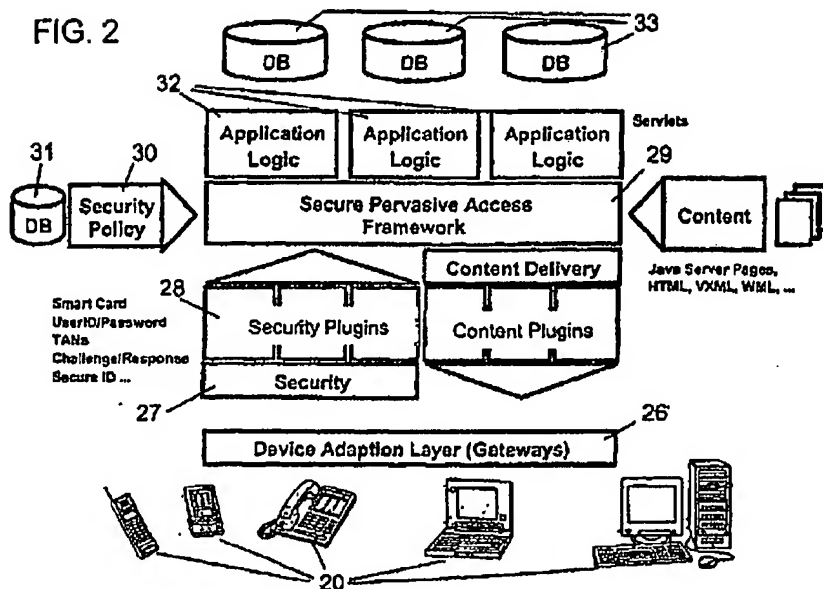 FIG. 2
DB
DB
DB
33
32
Application Logic
Application Logic
Application Logic
Servlets
31
30
29
DB
Security Policy
Secure Pervasive Access Framework
Content
Content Delivery
Java Server Pages,
HTML, VXML, WML, ...
28
Smart Card
UserID/Password
TANs
Challenge/Response
Secure ID ...
Security Plugins
Content Plugins
Security
27
26
Device Adaption Layer (Gateways)
20